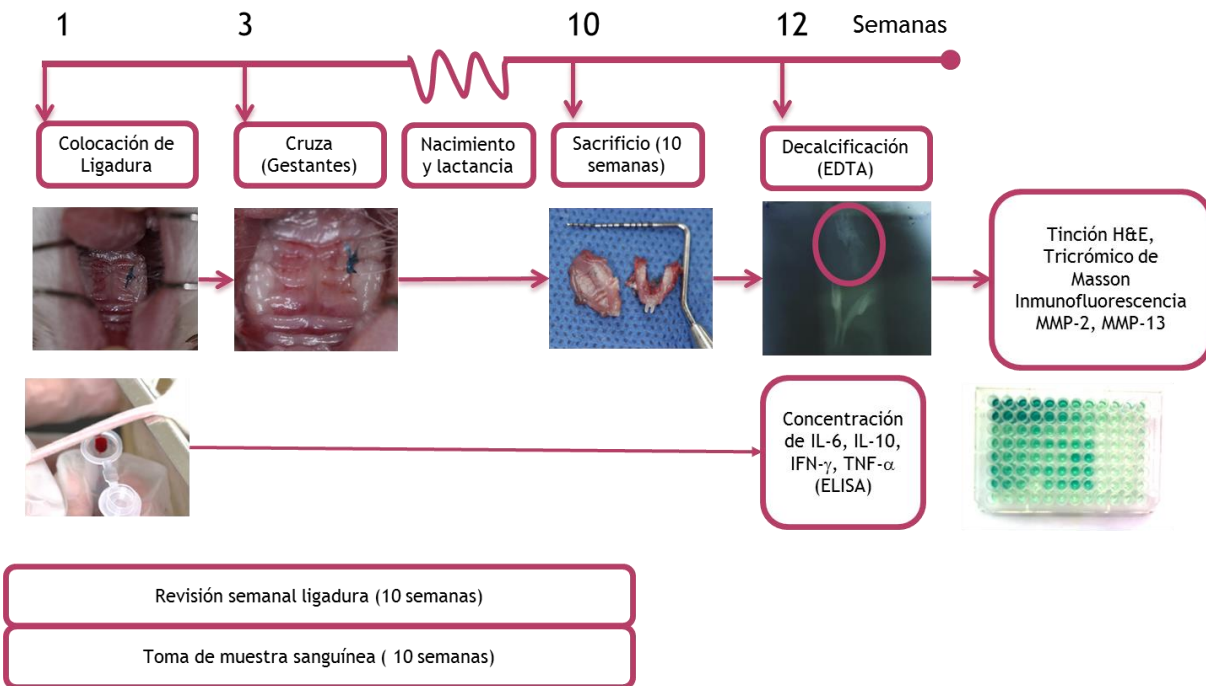 1 3 10 12 Semanas
Colocación de
Ligadura
Cruza
(Gestantes)
Nacimiento
y lactancia
Sacrificio (10
semanas)
Decalcificación
(EDTA)
Tinción H&E,
Tricrómico de
Masson
Inmunofluorescencia
MMP-2, MMP-13
Concentración
de IL-6, IL-10,
IFN-γ, TNF-α
(ELISA)
Revisión semanal ligadura (10 semanas)
Toma de muestra sanguínea ( 10 semanas)